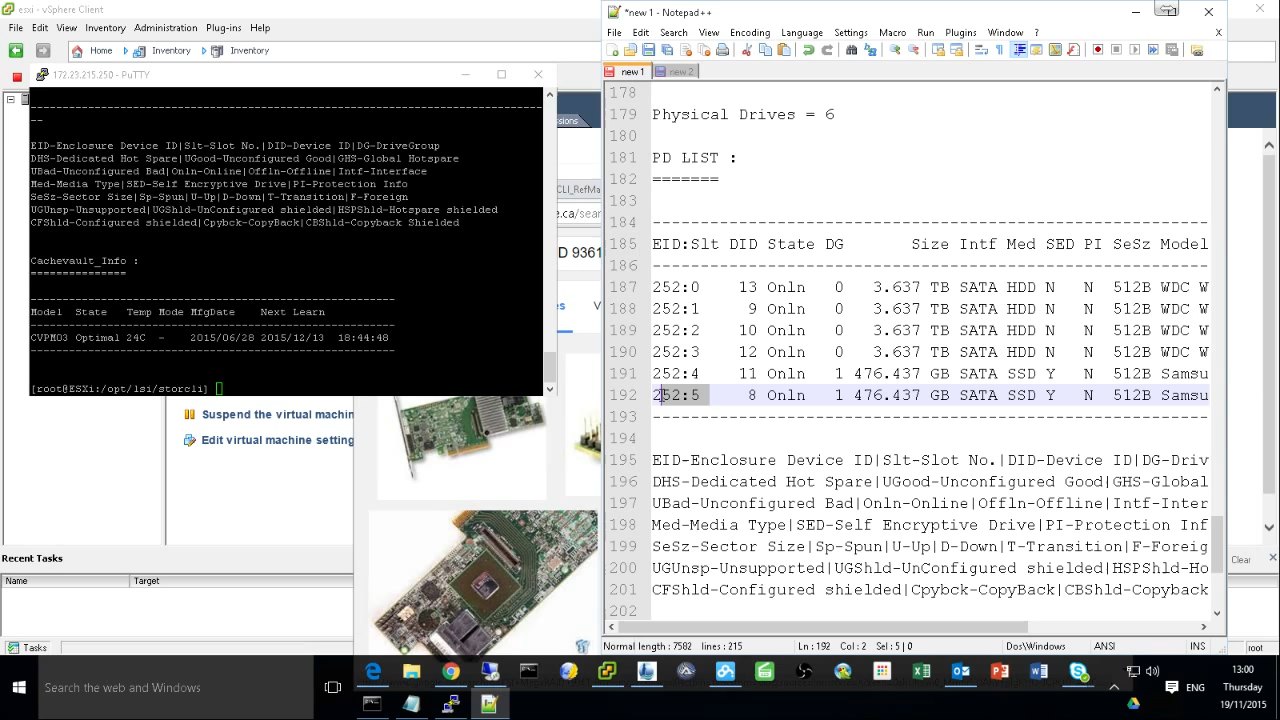 esxi - vSphere Client
File Edit View Inventory Administration Plug-ins Help
Home Inventory Inventory
172.23.215.250 - PuTTY
--------------------------------------------------------------------------------
--
EID-Enclosure Device ID|Slt-Slot No.|DID-Device ID|DG-DriveGroup
DHS-Dedicated Hot Spare|UGood-Unconfigured Good|GHS-Global Hotspare
UBad-Unconfigured Bad|Onln-Online|Offln-Offline|Intf-Interface
Med-Media Type|SED-Self Encryptive Drive|PI-Protection Info
SeSz-Sector Size|Sp-Spun|U-Up|D-Down|T-Transition|F-Foreign
UGUnsp-Unsupported|UGShld-UnConfigured shielded|HSPShld-Hotspare shielded
CFShld-Configured shielded|Cpybck-CopyBack|CBShld-Copyback Shielded
Cachevault_Info :
===============
---------------------------------------------------------
Model State Temp Mode MfgDate Next Learn
---------------------------------------------------------
CVPM03 Optimal 24C - 2015/06/28 2015/12/13 18:44:48
---------------------------------------------------------
[root@ESXi:/opt/lsi/storcli]
ssions
CLI_RefMa
e.ca/sear
ID 9361
es
V
Suspend the virtual machin
Edit virtual machine setting
Recent Tasks
Name Target
Tasks
Clear
root
*new 1 - Notepad++
File Edit Search View Encoding Language Settings Macro Run Plugins Window ? X
new 1 new 2
178
179 Physical Drives = 6
180
181 PD LIST :
182 =======
183
184 ----------------------------------------------------------
185 EID:Slt DID State DG Size Intf Med SED PI SeSz Model
186 ----------------------------------------------------------
187 252:0 13 Onln 0 3.637 TB SATA HDD N N 512B WDC W
188 252:1 9 Onln 0 3.637 TB SATA HDD N N 512B WDC W
189 252:2 10 Onln 0 3.637 TB SATA HDD N N 512B WDC W
190 252:3 12 Onln 0 3.637 TB SATA HDD N N 512B WDC W
191 252:4 11 Onln 1 476.437 GB SATA SSD Y N 512B Samsu
192 252:5 8 Onln 1 476.437 GB SATA SSD Y N 512B Samsu
193 ----------------------------------------------------------
194
195 EID-Enclosure Device ID|Slt-Slot No.|DID-Device ID|DG-Driv
196 DHS-Dedicated Hot Spare|UGood-Unconfigured Good|GHS-Global
197 UBad-Unconfigured Bad|Onln-Online|Offln-Offline|Intf-Inter
198 Med-Media Type|SED-Self Encryptive Drive|PI-Protection Inf
199 SeSz-Sector Size|Sp-Spun|U-Up|D-Down|T-Transition|F-Foreig
200 UGUnsp-Unsupported|UGShld-UnConfigured shielded|HSPShld-Ho
201 CFShld-Configured shielded|Cpybck-CopyBack|CBShld-Copyback
202
Normal length : 7582 lines : 215 Ln : 192 Col : 2 Sel : 5 | 0 Dos\Windows ANSI INS
Search the web and Windows
ENG
13:00
Thursday
19/11/2015